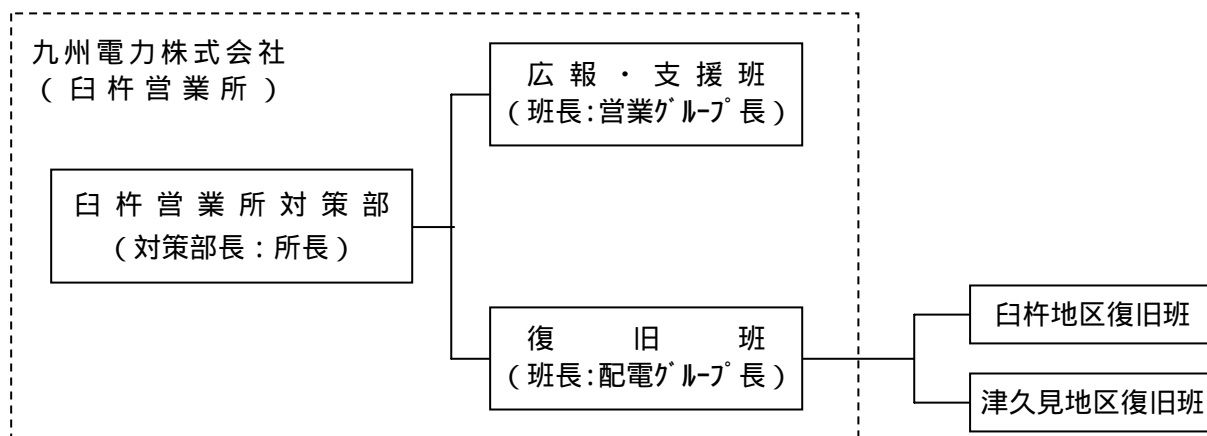 九州電力株式会社
（臼杵営業所）
広報・支援班
（班長：営業ｸﾞﾙｰﾌﾟ長）
臼杵営業所対策部
（対策部長：所長）
復旧班
（班長：配電ｸﾞﾙｰﾌﾟ長）
臼杵地区復旧班
津久見地区復旧班